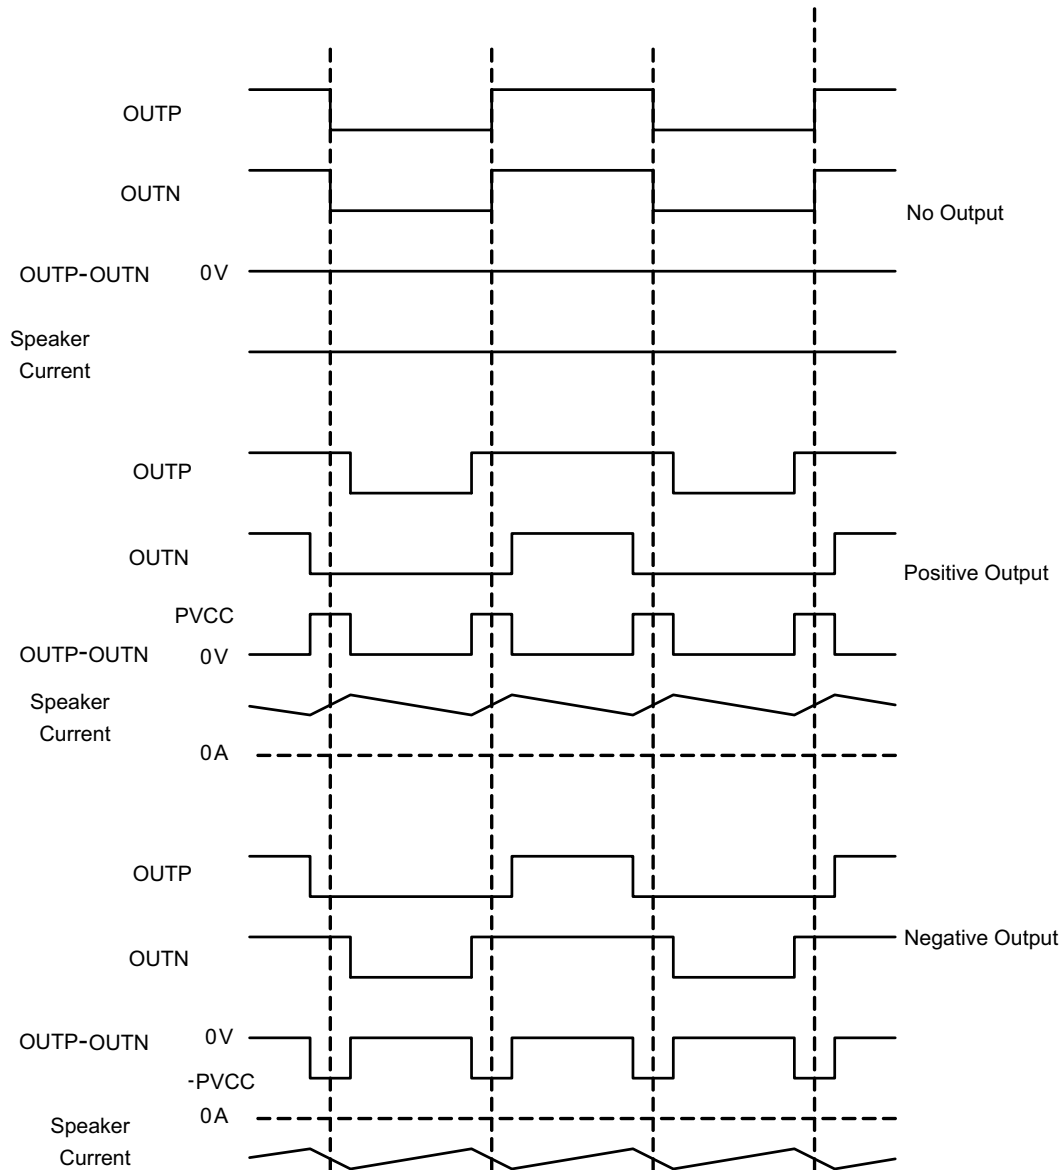 OUTP
OUTN
No Output
OUTP-OUTN 0V
Speaker
Current
OUTP
OUTN
Positive Output
PVCC
OUTP-OUTN 0V
Speaker
Current
0A
OUTP
OUTN
Negative Output
OUTP-OUTN 0V
-PVCC
0A
Speaker
Current